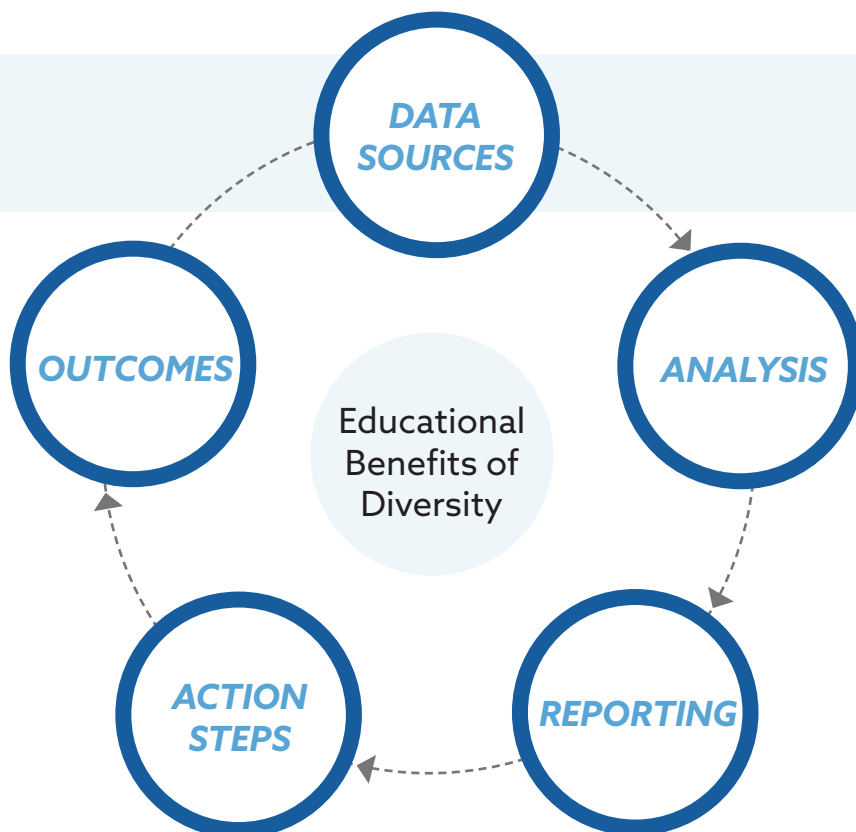 DATA
SOURCES
ANALYSIS
REPORTING
ACTION
STEPS
OUTCOMES
Educational
Benefits of
Diversity